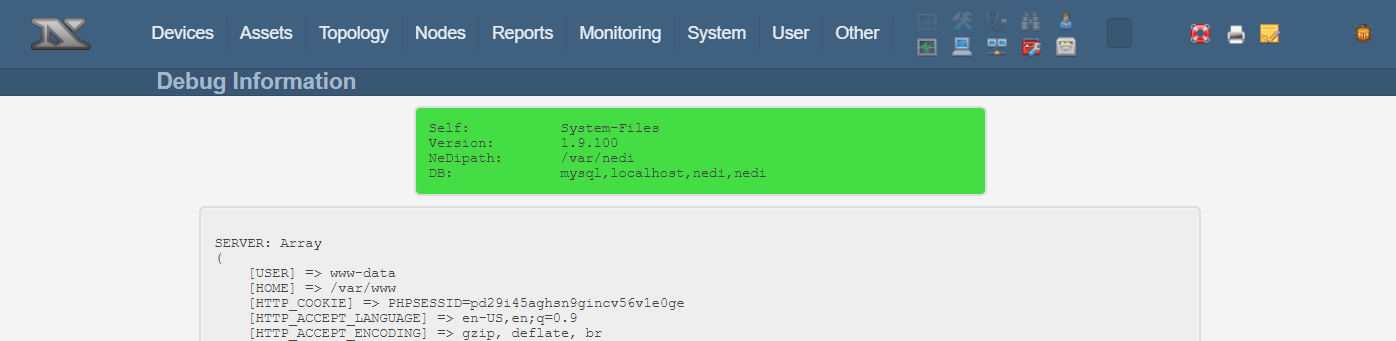 Devices Assets Topology Nodes Reports Monitoring System User Other
Debug Information
Self: System-Files
Version: 1.9.100
NeDipath: /var/nedi
DB: mysql,localhost,nedi,nedi
SERVER: Array
(
[USER] => www-data
[HOME] => /var/www
[HTTP_COOKIE] => PHPSESSID=pd29i45aghsn9gincv56v1e0ge
[HTTP_ACCEPT_LANGUAGE] => en-US,en;q=0.9
[HTTP_ACCEPT_ENCODING] => gzip, deflate, br